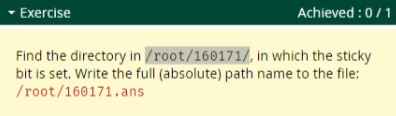 Exercise Achieved : 0 / 1
Find the directory in /root/160171/, in which the sticky
bit is set. Write the full (absolute) path name to the file:
/root/160171.ans